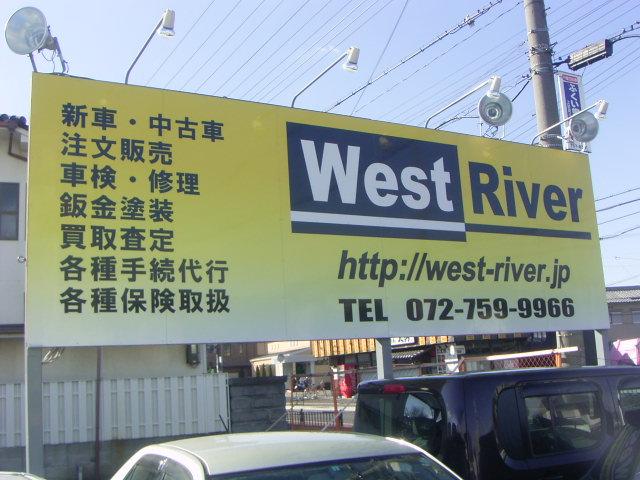 新車・中古車
注文販売
車検・修理
鈑金塗装
買取査定
各種手続代行
各種保険取扱
West River
http://west-river.jp
TEL 072-759-9966